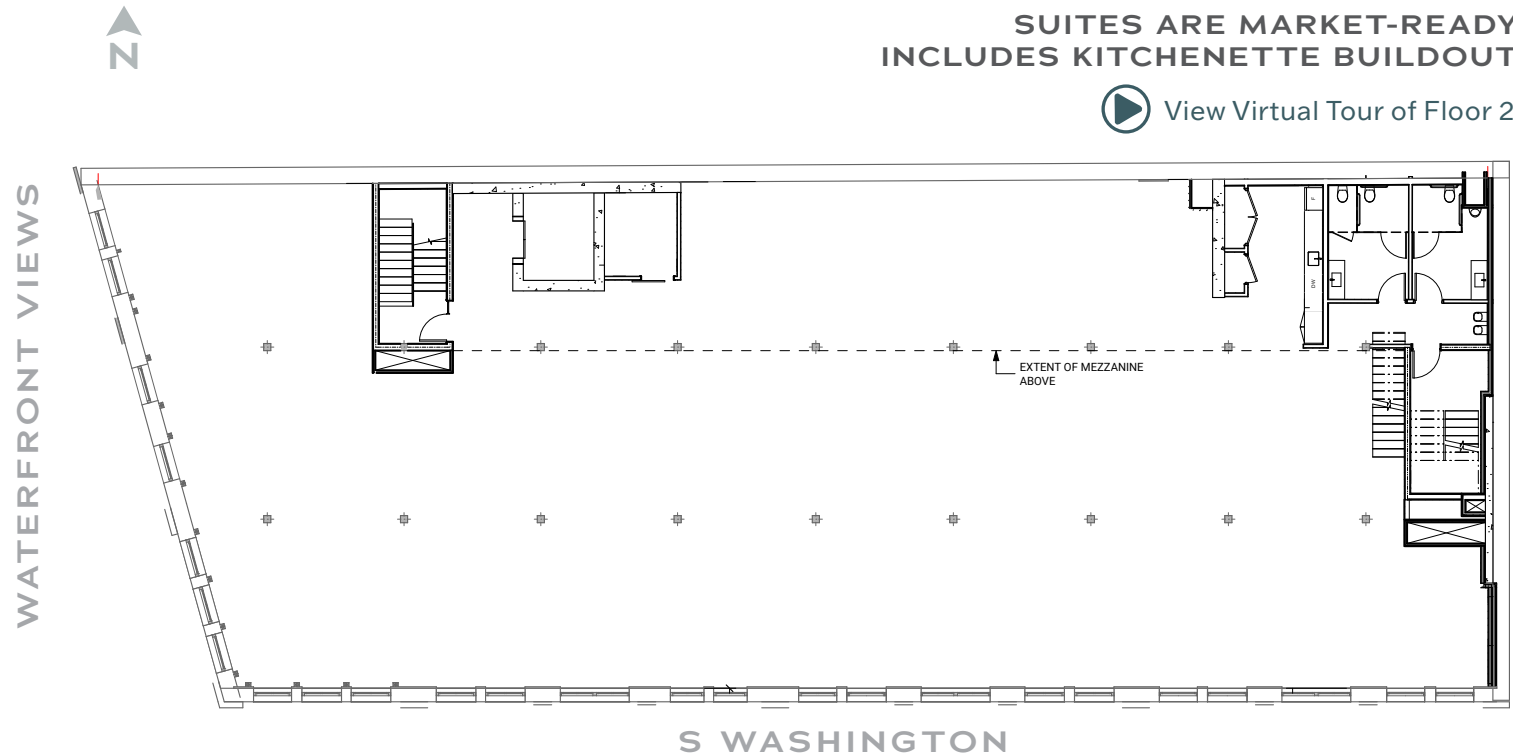 N
SUITES ARE MARKET-READY
INCLUDES KITCHENETTE BUILDOUT
View Virtual Tour of Floor 2
WATERFRONT VIEWS
F
DW
EXTENT OF MEZZANINE
ABOVE
S WASHINGTON